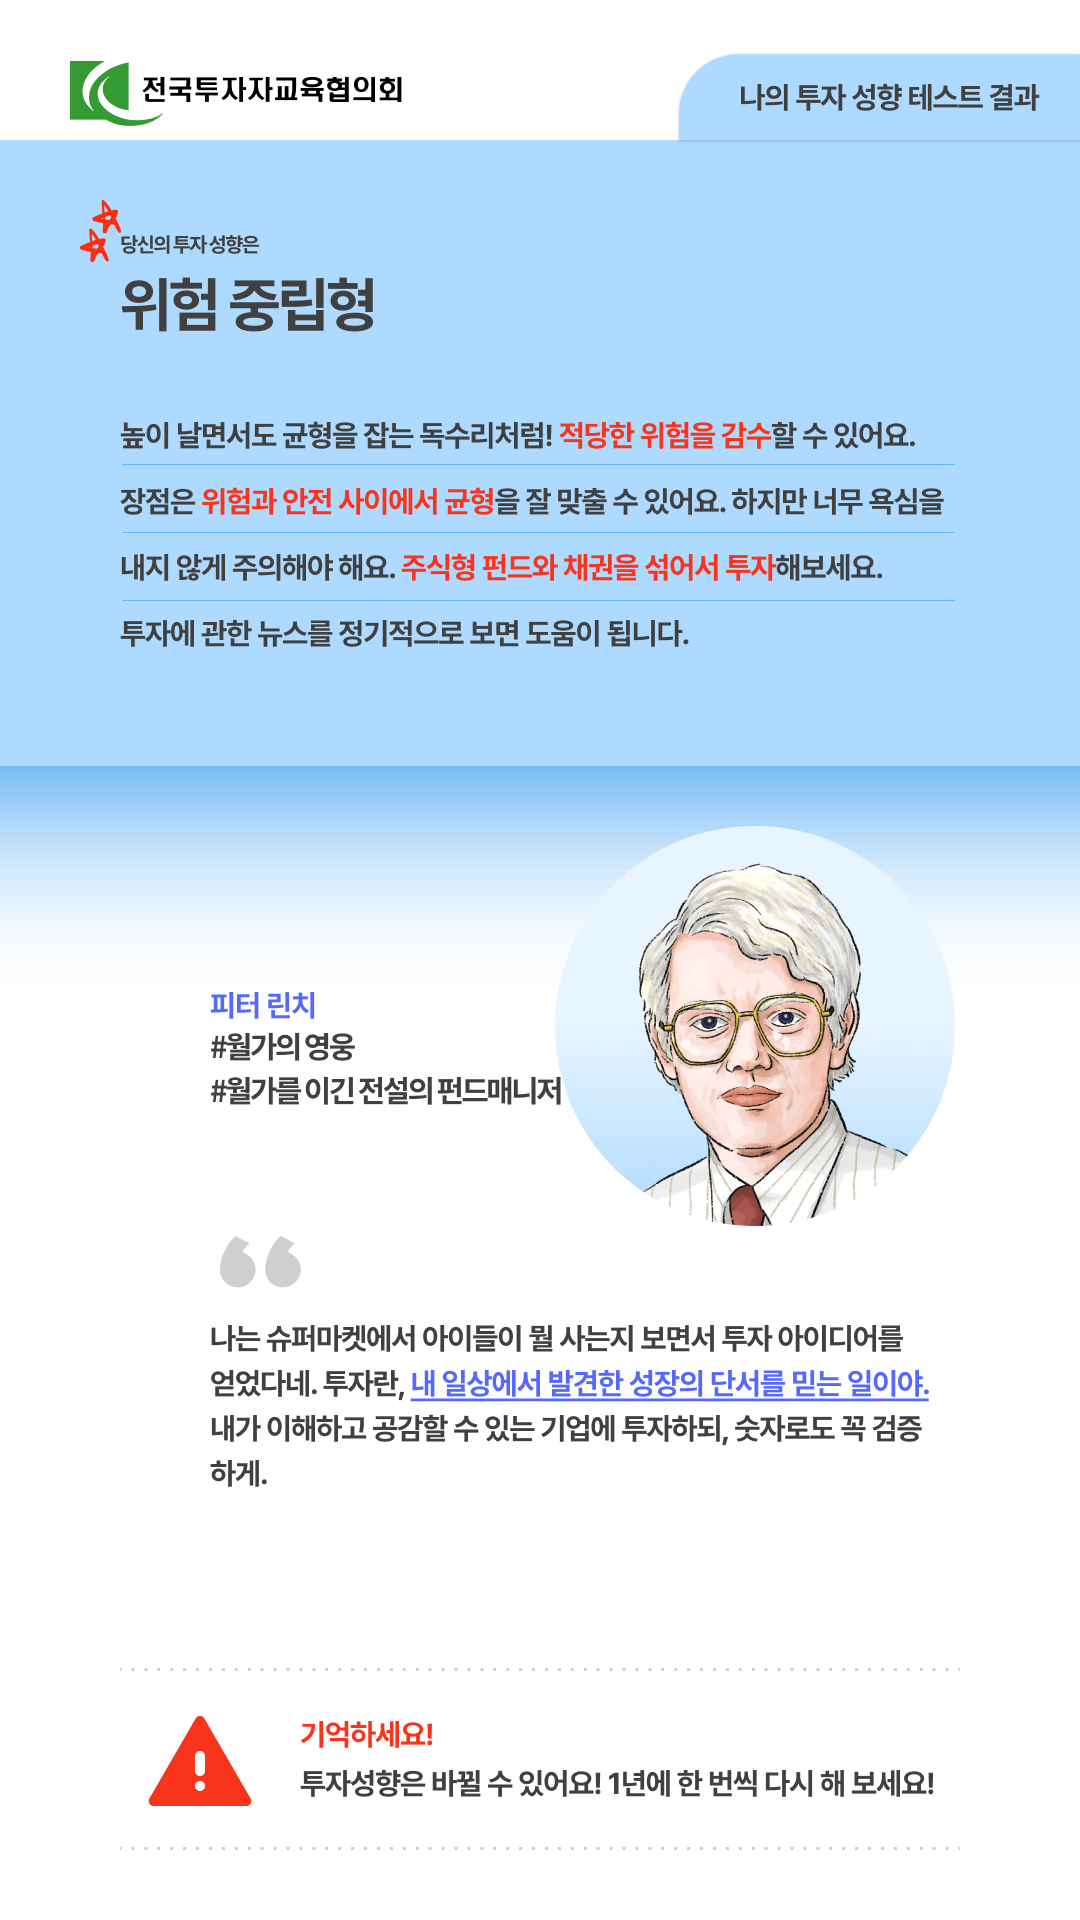 전국투자자교육협의회
나의 투자 성향 테스트 결과
당신의 투자 성향은
위험 중립형
높이 날면서도 균형을 잡는 독수리처럼! 적당한 위험을 감수할 수 있어요.
장점은 위험과 안전 사이에서 균형을 잘 맞출 수 있어요. 하지만 너무 욕심을
내지 않게 주의해야 해요. 주식형 펀드와 채권을 섞어서 투자해보세요.
투자에 관한 뉴스를 정기적으로 보면 도움이 됩니다.
피터 린치
#월가의 영웅
#월가를 이긴 전설의 펀드매니저
“
나는 슈퍼마켓에서 아이들이 뭘 사는지 보면서 투자 아이디어를
얻었다네. 투자란, 내 일상에서 발견한 성장의 단서를 믿는 일이야.
내가 이해하고 공감할 수 있는 기업에 투자하되, 숫자로도 꼭 검증
하게.
기억하세요!
투자성향은 바뀔 수 있어요! 1년에 한 번씩 다시 해 보세요!